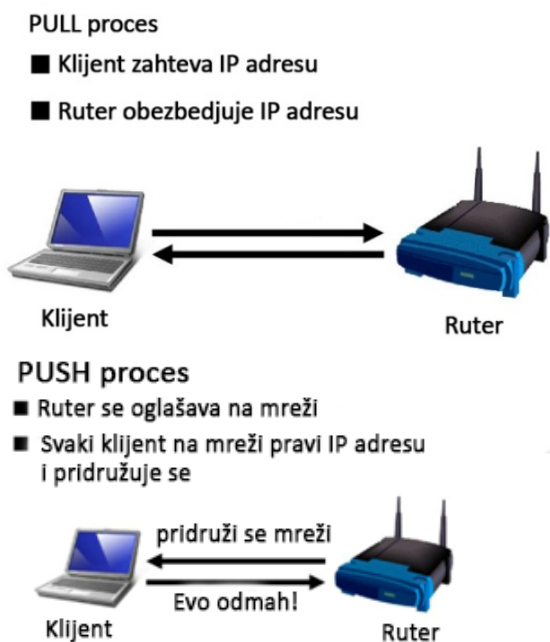 PULL proces
■ Klijent zahteva IP adresu
■ Ruter obezbedjuje IP adresu
Klijent
Ruter
PUSH proces
■ Ruter se oglašava na mreži
■ Svaki klijent na mreži pravi IP adresu
i pridružuje se
pridruži se mreži
Evo odmah!
Klijent
Ruter